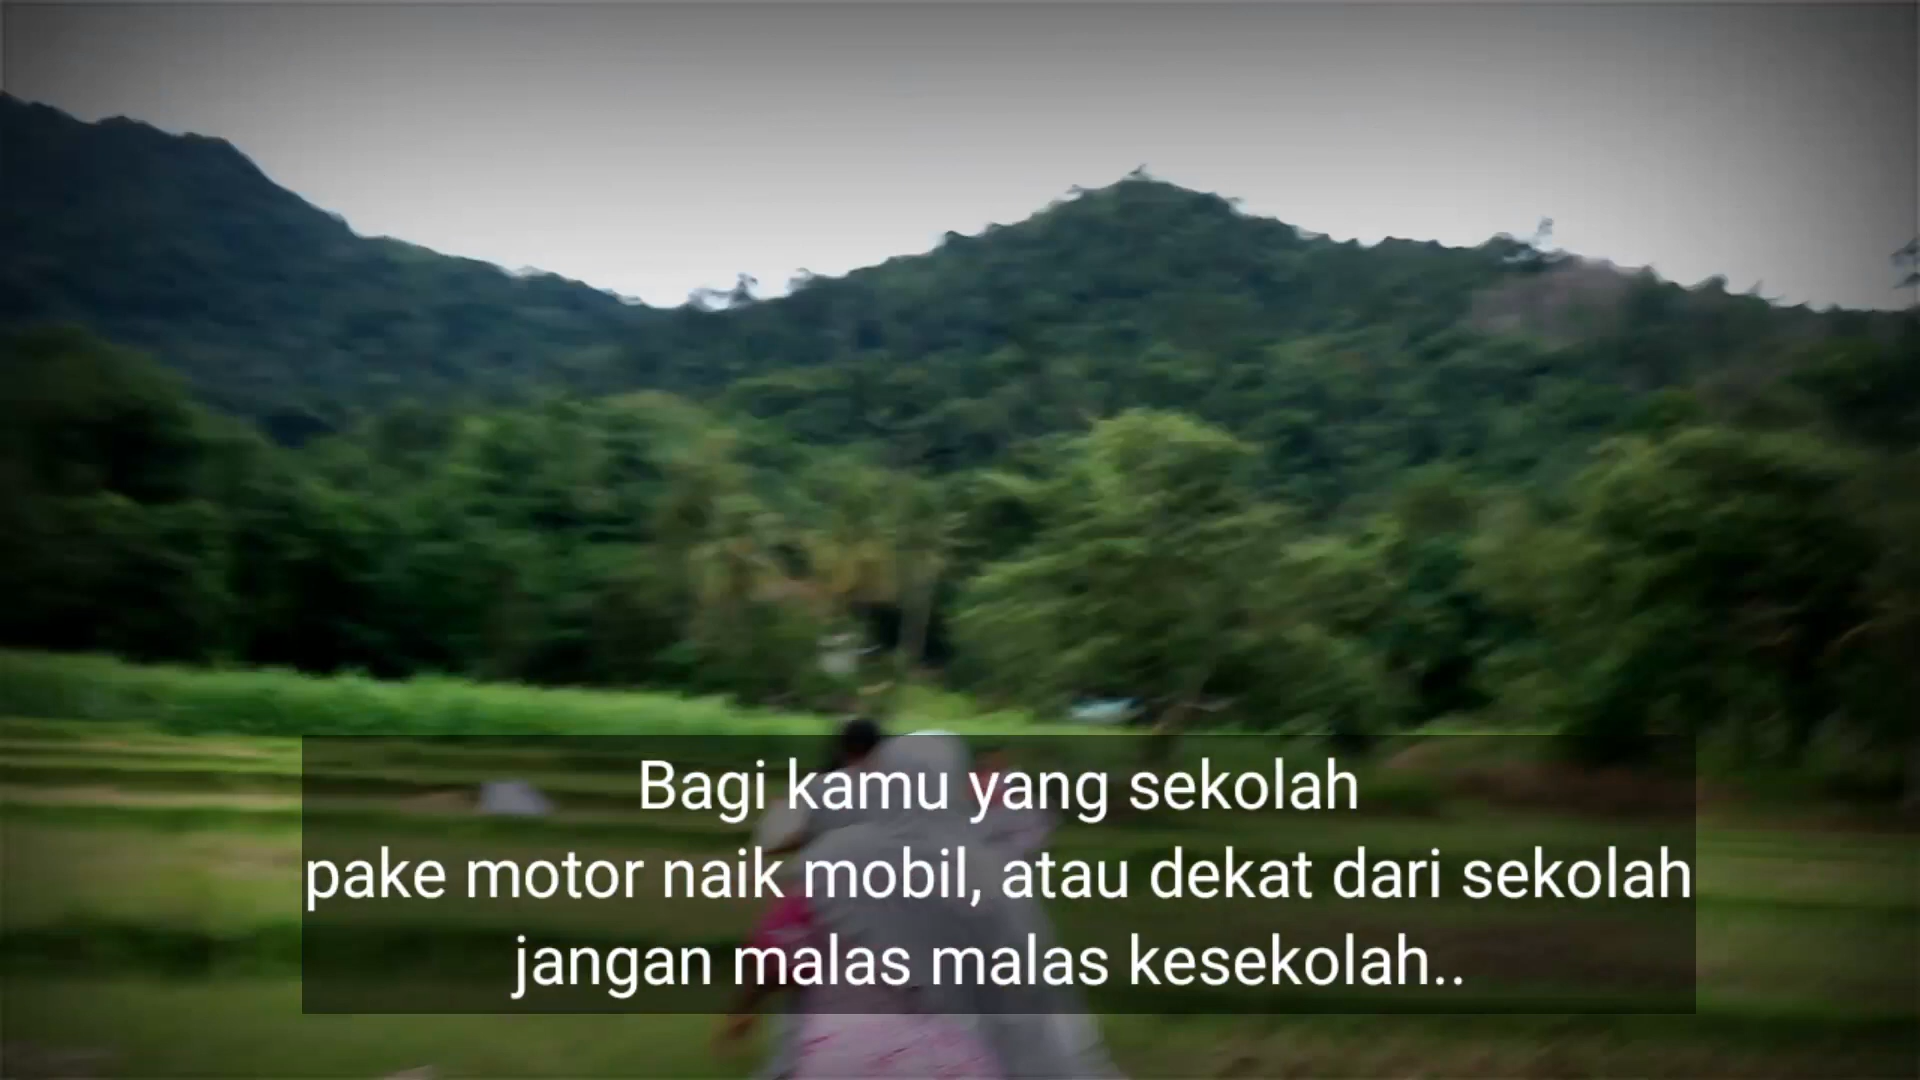 Bagi kamu yang sekolah
pake motor naik mobil, atau dekat dari sekolah
jangan malas malas kesekolah..